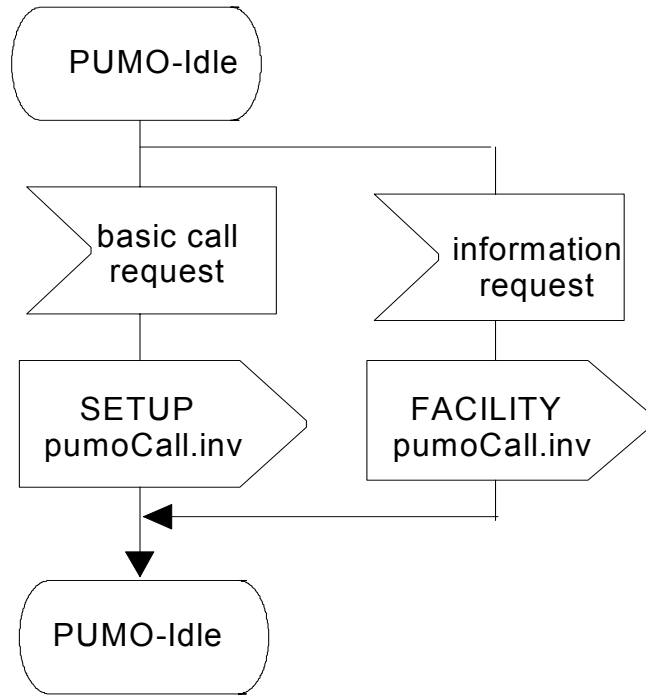 PUMO-Idle
basic call
request
information
request
SETUP
pumoCall.inv
FACILITY
pumoCall.inv
PUMO-Idle